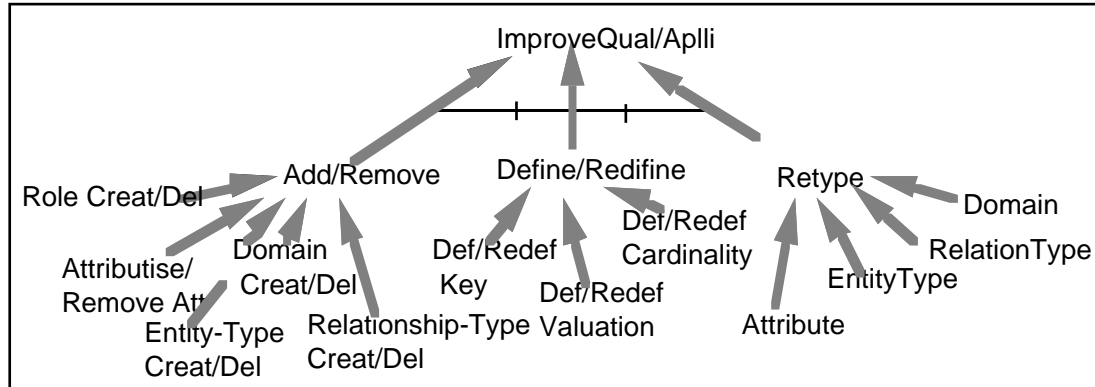 ImproveQual/Aplli
Add/Remove
Define/Redifine
Retype
Role Creat/Del
Attributise/
Remove Att
Entity-Type
Creat/Del
Domain
Creat/Del
Relationship-Type
Creat/Del
Def/Redef
Key
Def/Redef
Valuation
Def/Redef
Cardinality
Attribute
EntityType
RelationType
Domain